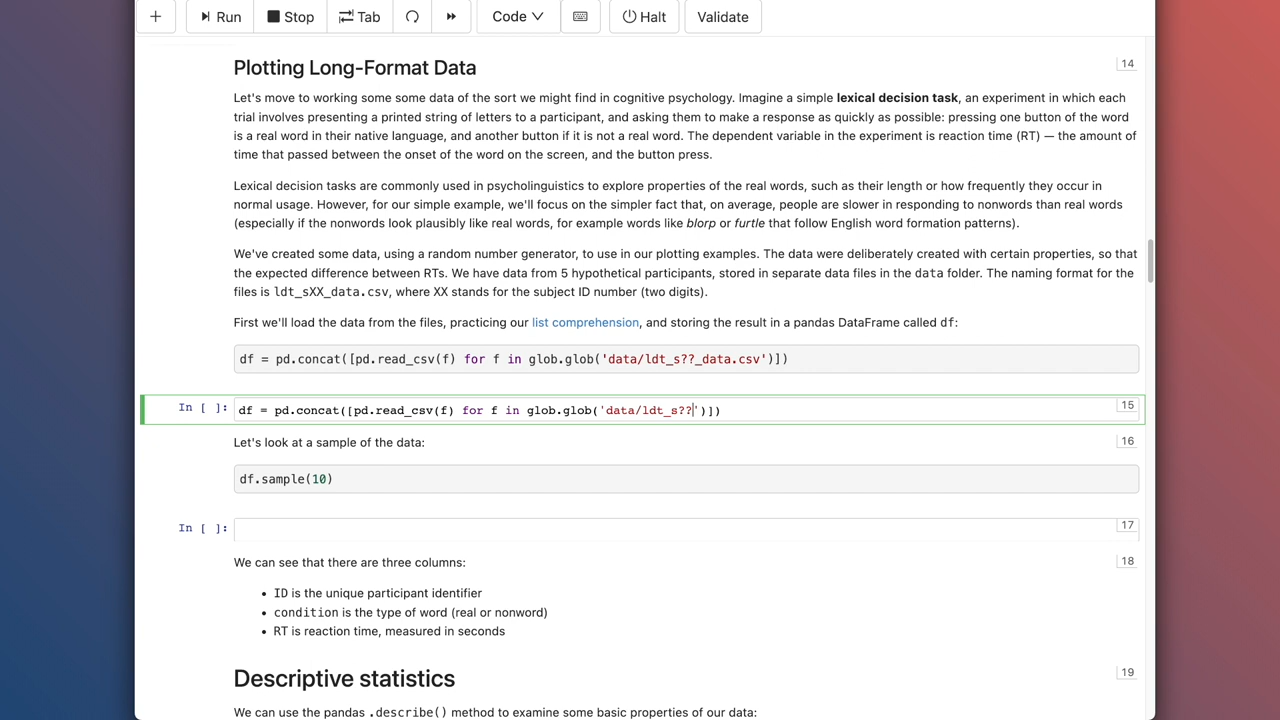 Run Stop Tab Code Halt Validate
Plotting Long-Format Data
14
Let's move to working some some data of the sort we might find in cognitive psychology. Imagine a simple lexical decision task, an experiment in which each
trial involves presenting a printed string of letters to a participant, and asking them to make a response as quickly as possible: pressing one button of the word
is a real word in their native language, and another button if it is not a real word. The dependent variable in the experiment is reaction time (RT) — the amount of
time that passed between the onset of the word on the screen, and the button press.
Lexical decision tasks are commonly used in psycholinguistics to explore properties of the real words, such as their length or how frequently they occur in
normal usage. However, for our simple example, we'll focus on the simpler fact that, on average, people are slower in responding to nonwords than real words
(especially if the nonwords look plausibly like real words, for example words like blorp or furtle that follow English word formation patterns).
We've created some data, using a random number generator, to use in our plotting examples. The data were deliberately created with certain properties, so that
the expected difference between RTs. We have data from 5 hypothetical participants, stored in separate data files in the data folder. The naming format for the
files is ldt_sXX_data.csv, where XX stands for the subject ID number (two digits).
First we'll load the data from the files, practicing our list comprehension, and storing the result in a pandas DataFrame called df:
df = pd.concat([pd.read_csv(f) for f in glob.glob('data/ldt_s??_data.csv')])
In [ ]: df = pd.concat([pd.read_csv(f) for f in glob.glob('data/ldt_s??')])
15
Let's look at a sample of the data:
16
df.sample(10)
In [ ]:
17
We can see that there are three columns:
18
• ID is the unique participant identifier
• condition is the type of word (real or nonword)
• RT is reaction time, measured in seconds
Descriptive statistics
19
We can use the pandas .describe() method to examine some basic properties of our data: